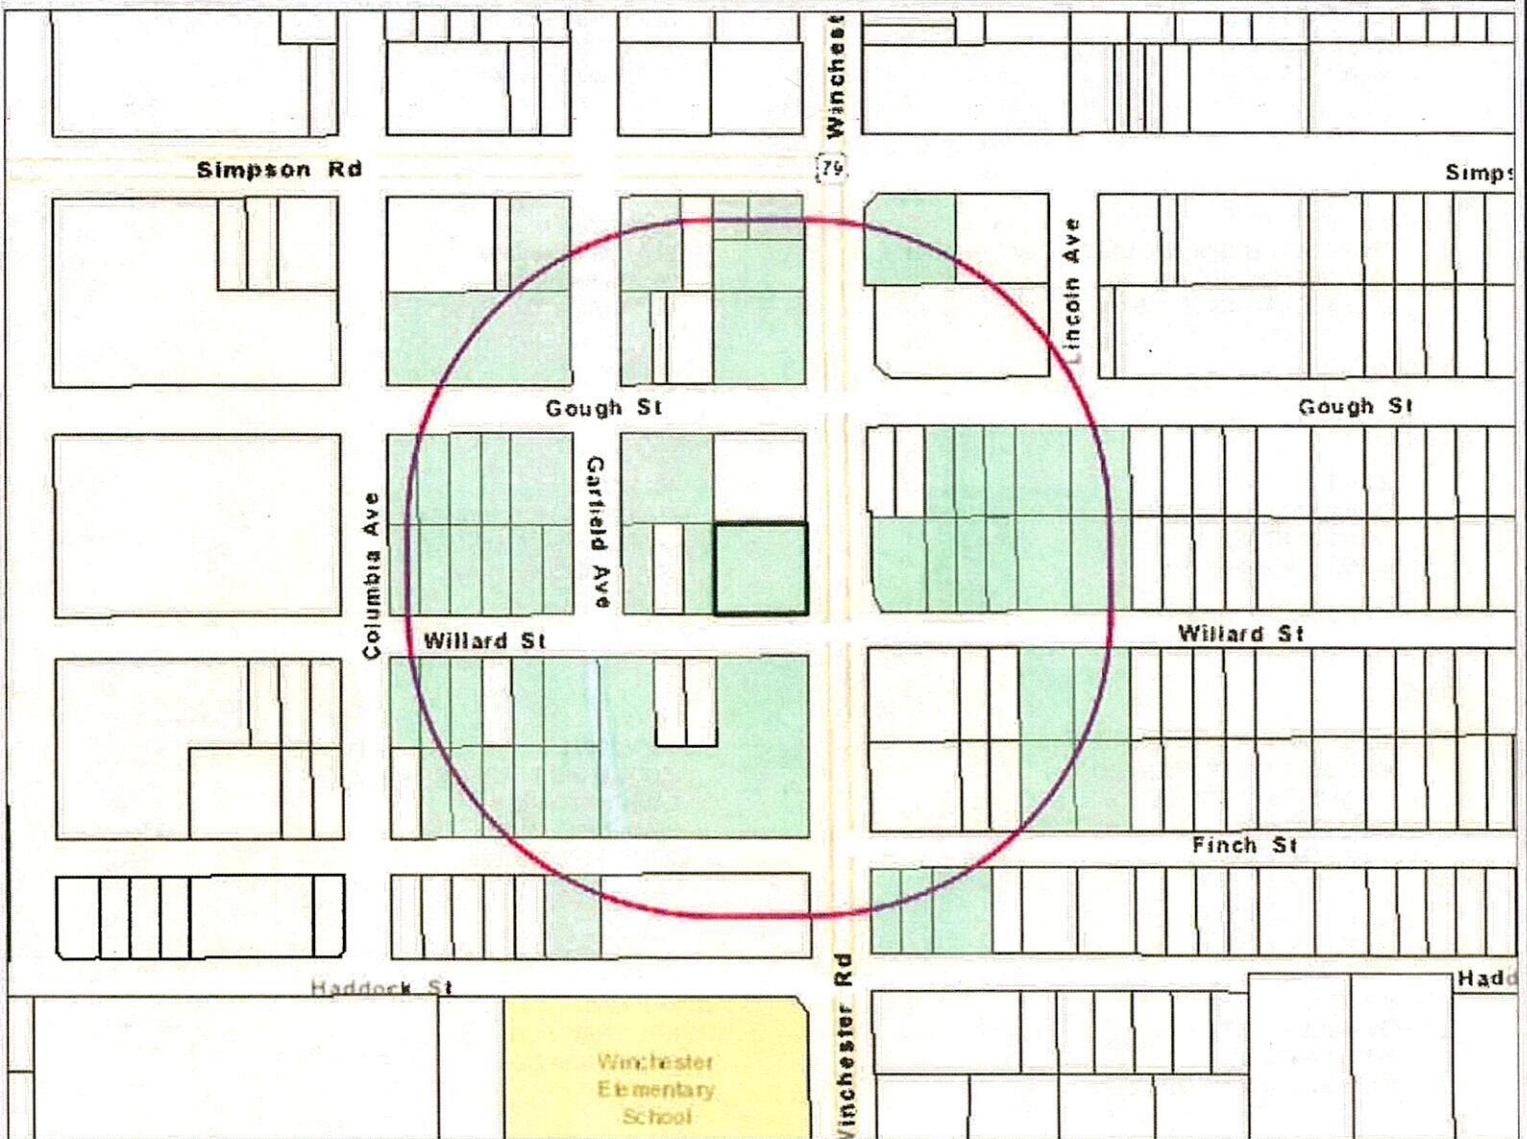 Winchest
Simpson Rd
79
Simps
Lincoln Ave
Gough St
Gough St
Garfield Ave
Columbia Ave
Willard St
Willard St
Finch St
Haddock St
Winchester Rd
Hadd
Winchester
Elementary
School